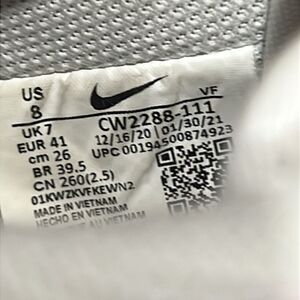 US
8
VF
UK 7
CW2288-111
EUR 41
12/16/20
01/30/21
cm 26
UPC 00194500874923
BR 39.5
CN 260(2.5)
01KWZKVFKEWN2
MADE IN VIETNAM
HECHO EN VIETNAM